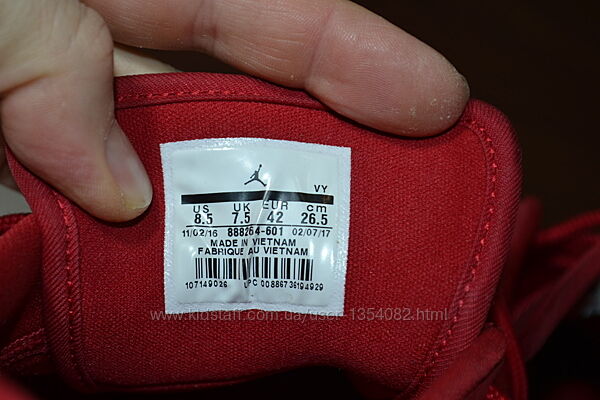 VY
US UK EUR cm
8.5 7.5 42 26.5
11/02/16 888264-601 02/07/17
MADE IN VIETNAM
FABRIQUE AU VIETNAM
107149026 UPC 00886736194929
www.kidstaff.com.ua/user-1354082.html